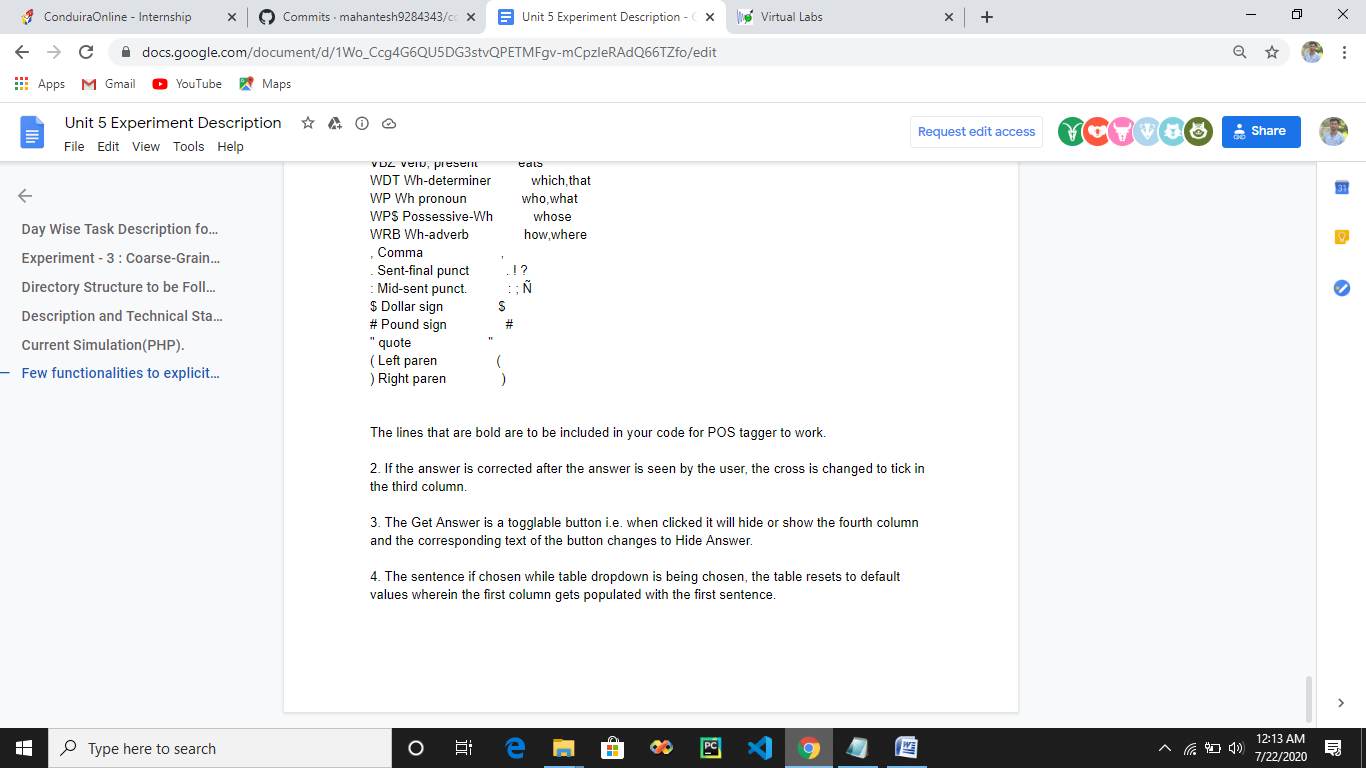 ConduiraOnline - Internship
Commits · mahantesh9284343/cc
Unit 5 Experiment Description - G
Virtual Labs
docs.google.com/document/d/1Wo_Ccg4G6QU5DG3stvQPETMFgv-mCpzleRAdQ66TZfo/edit
Apps
Gmail
YouTube
Maps
Unit 5 Experiment Description
File Edit View Tools Help
Request edit access
Share
Day Wise Task Description fo...
Experiment - 3 : Coarse-Grain...
Directory Structure to be Foll...
Description and Technical Sta...
Current Simulation(PHP).
Few functionalities to explicit...
VBZ Verb, present eats
WDT Wh-determiner which,that
WP Wh pronoun who,what
WP$ Possessive-Wh whose
WRB Wh-adverb how,where
, Comma ,
. Sent-final punct . ! ?
: Mid-sent punct. : ; Ñ
$ Dollar sign $
# Pound sign #
" quote "
( Left paren (
) Right paren )
The lines that are bold are to be included in your code for POS tagger to work.
2. If the answer is corrected after the answer is seen by the user, the cross is changed to tick in
the third column.
3. The Get Answer is a togglable button i.e. when clicked it will hide or show the fourth column
and the corresponding text of the button changes to Hide Answer.
4. The sentence if chosen while table dropdown is being chosen, the table resets to default
values wherein the first column gets populated with the first sentence.
31
Type here to search
PC
12:13 AM
7/22/2020